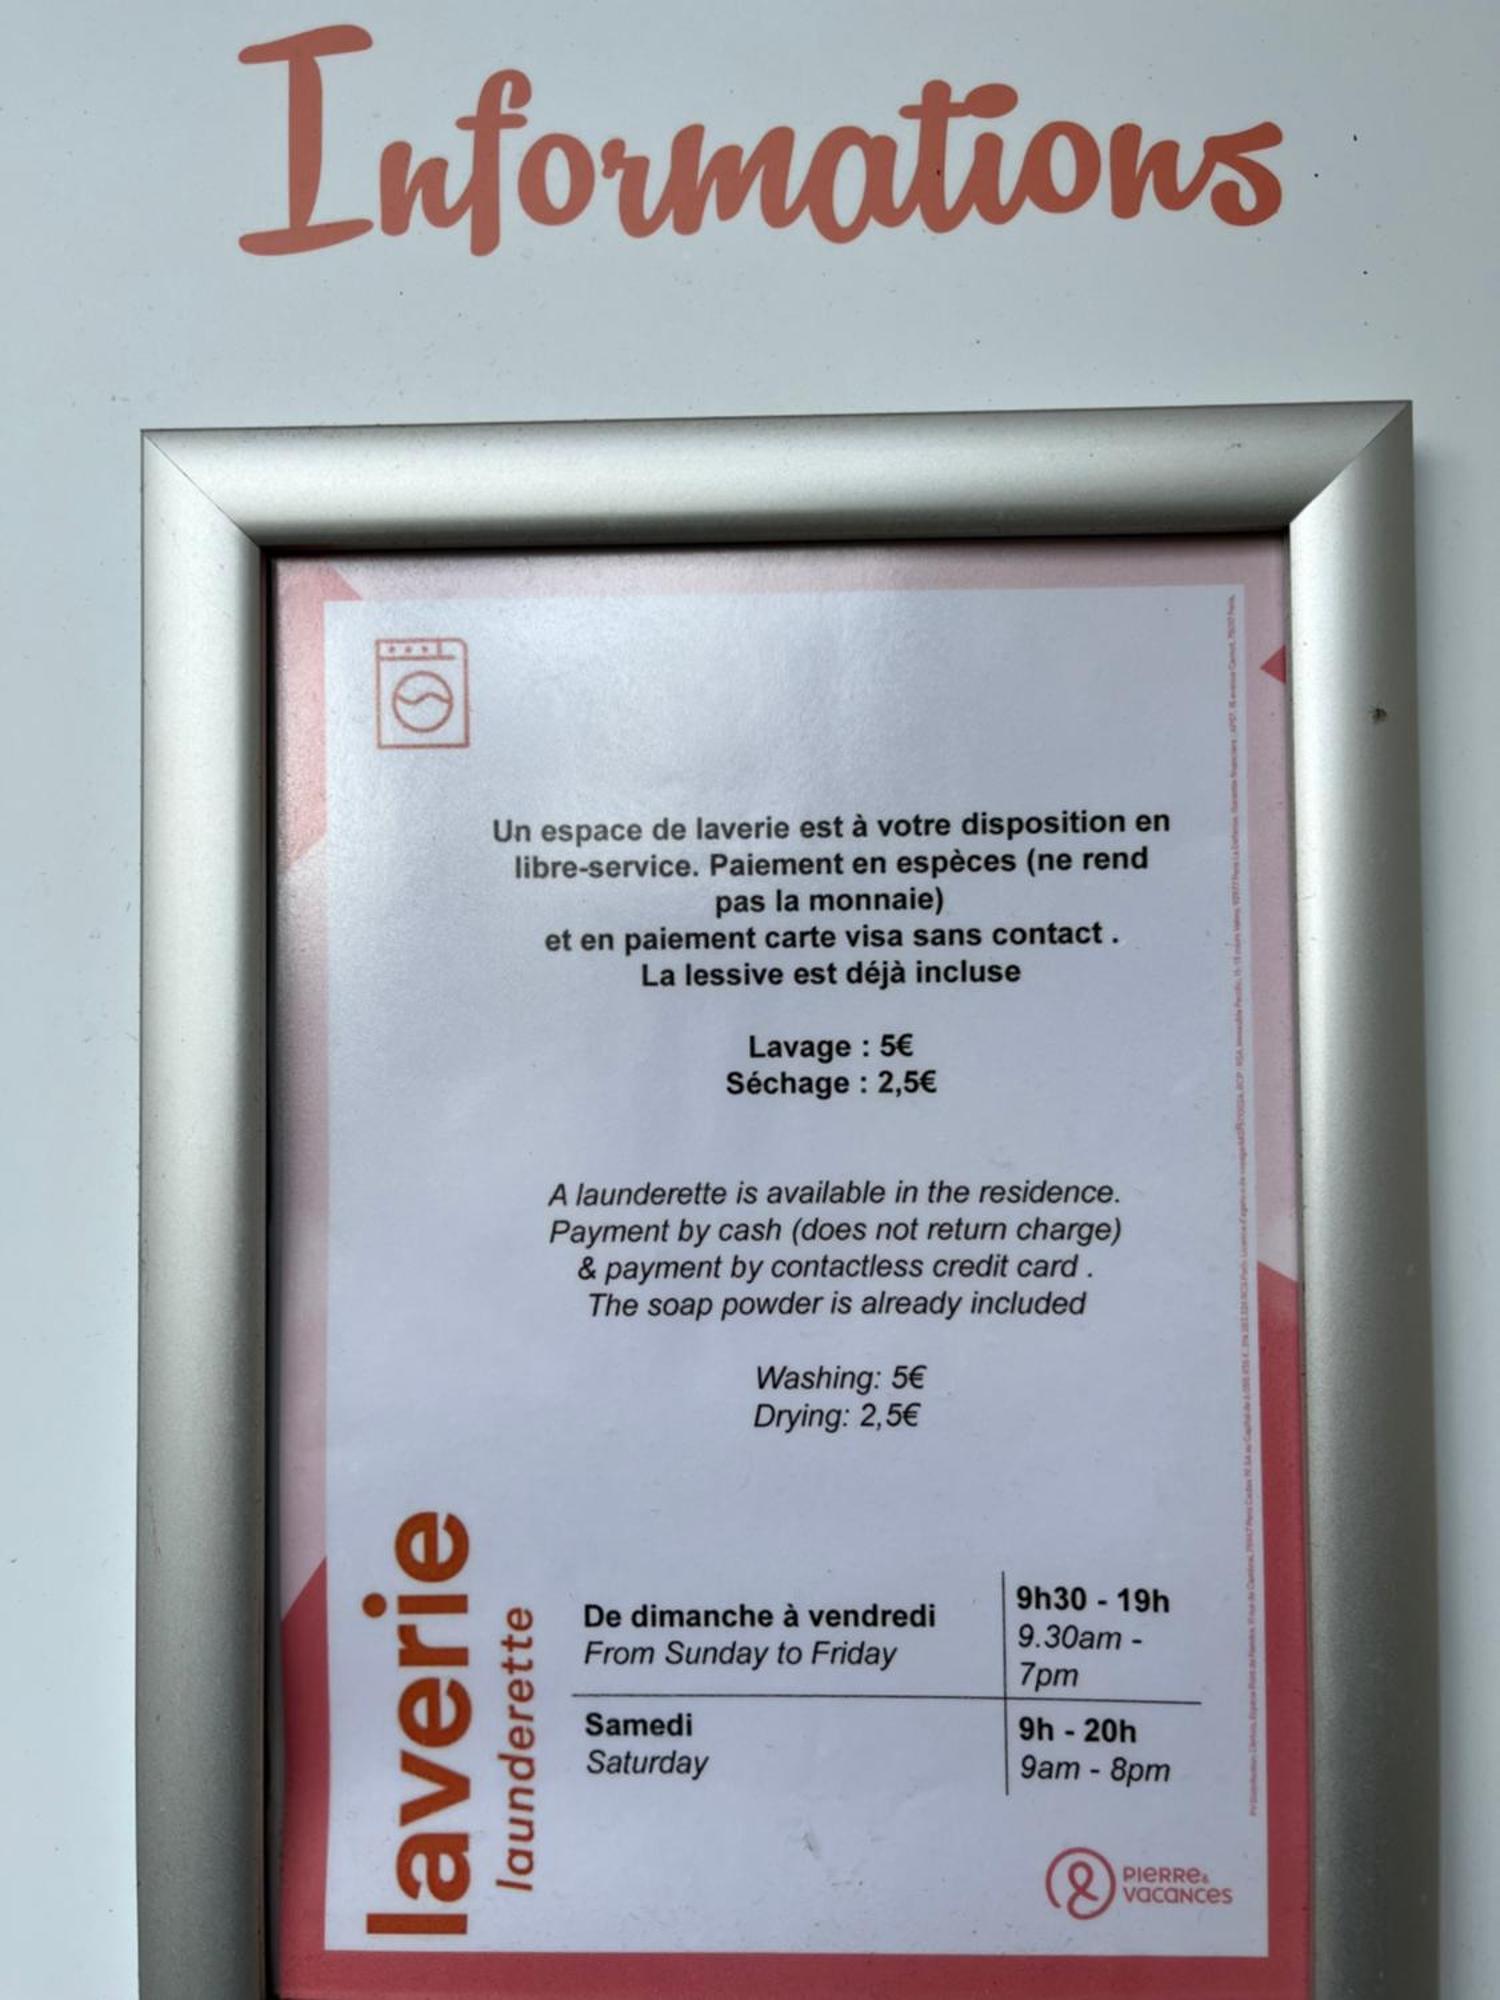 Informations
Un espace de laverie est à votre disposition en
libre-service. Paiement en espèces (ne rend
pas la monnaie)
et en paiement carte visa sans contact .
La lessive est déjà incluse
Lavage : 5€
Séchage : 2,5€
A launderette is available in the residence.
Payment by cash (does not return charge)
& payment by contactless credit card .
The soap powder is already included
Washing: 5€
Drying: 2,5€
laverie
launderette
De dimanche à vendredi
From Sunday to Friday
9h30 - 19h
9.30am -
7pm
Samedi
Saturday
9h - 20h
9am - 8pm
PIERRE &
VACANCES